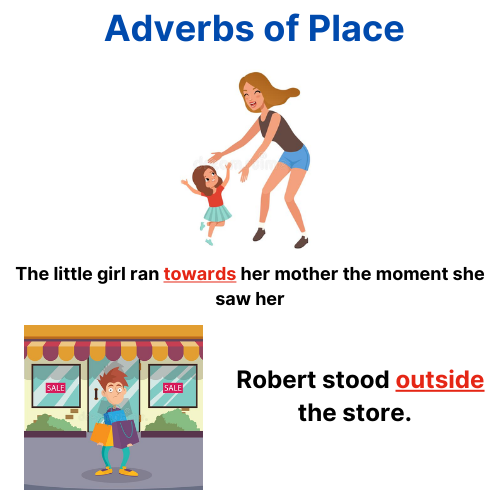 Adverbs of Place
The little girl ran towards her mother the moment she
saw her
SALE
SALE
Robert stood outside
the store.